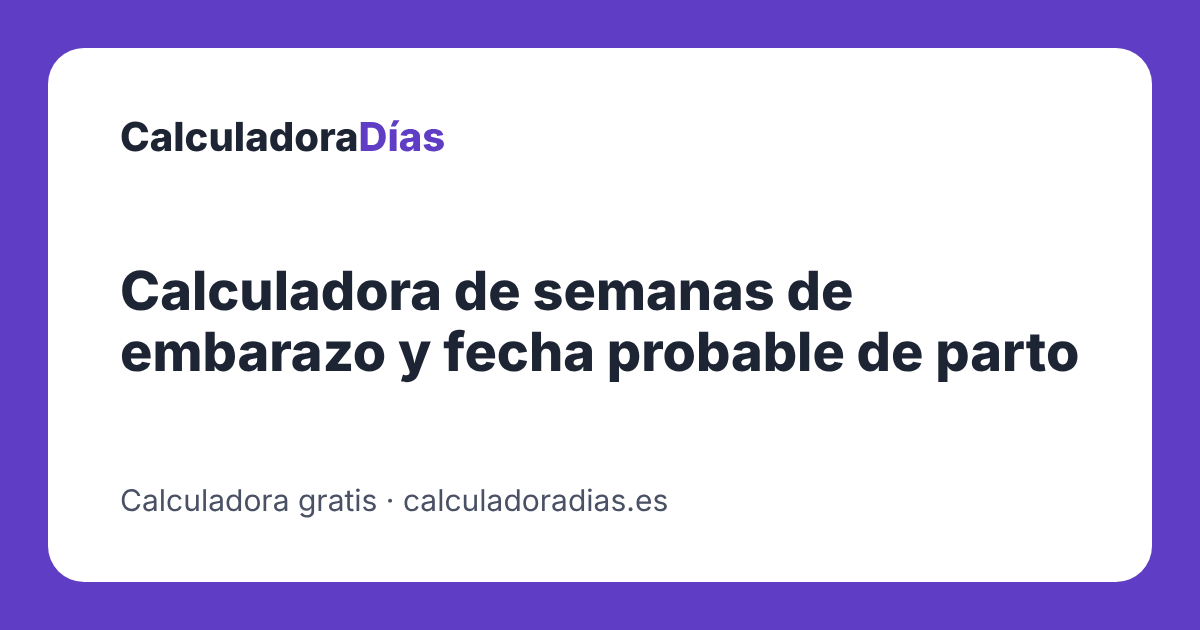 CalculadoraDías
Calculadora de semanas de
embarazo y fecha probable de parto
Calculadora gratis · calculadoradias.es